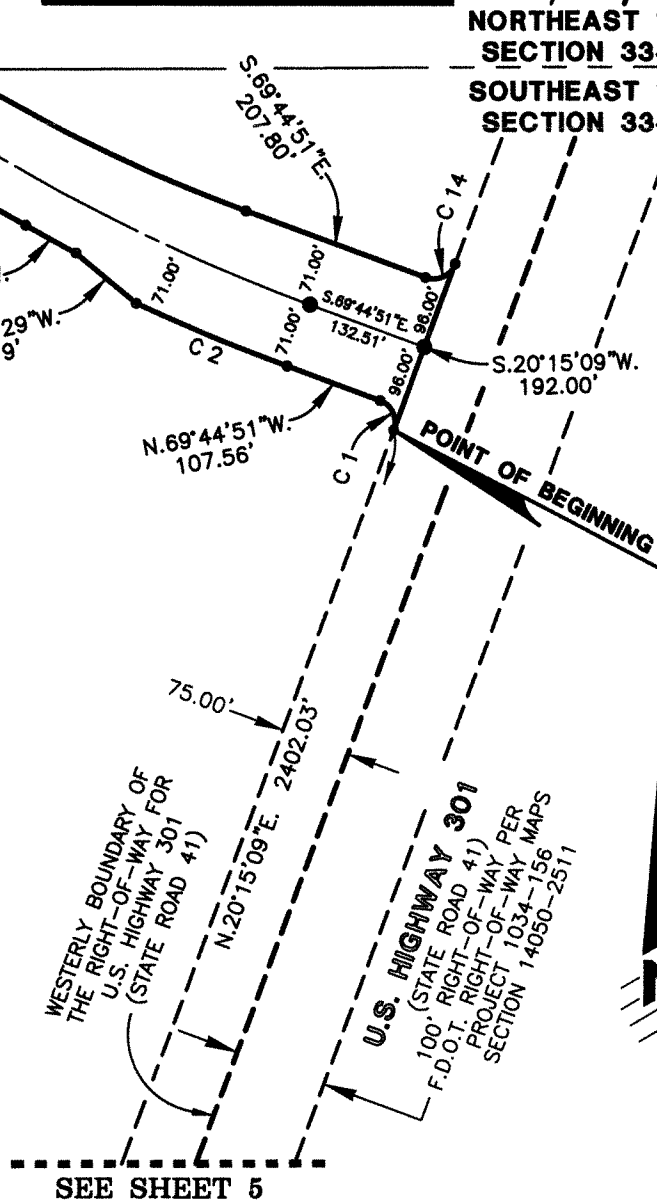 NORTHEAST
SECTION 33
SOUTHEAST
SECTION 33
S.69°44'51"E.
207.80'
C 14
71.00'
71.00'
S.69°44'51"E.
132.51'
71.00'
96.00'
96.00'
S.20°15'09"W.
192.00'
29"W.
9'
C 2
N.69°44'51"W.
107.56'
C 1
POINT OF BEGINNING
75.00'
N.20°15'09"E. 2402.03'
WESTERLY BOUNDARY OF
THE RIGHT-OF-WAY FOR
U.S. HIGHWAY 301
(STATE ROAD 41)
U.S. HIGHWAY 301
(STATE ROAD 41)
100' RIGHT-OF-WAY PER
F.D.O.T. RIGHT-OF-WAY MAPS
PROJECT 1034-156
SECTION 14050-2511
SEE SHEET 5